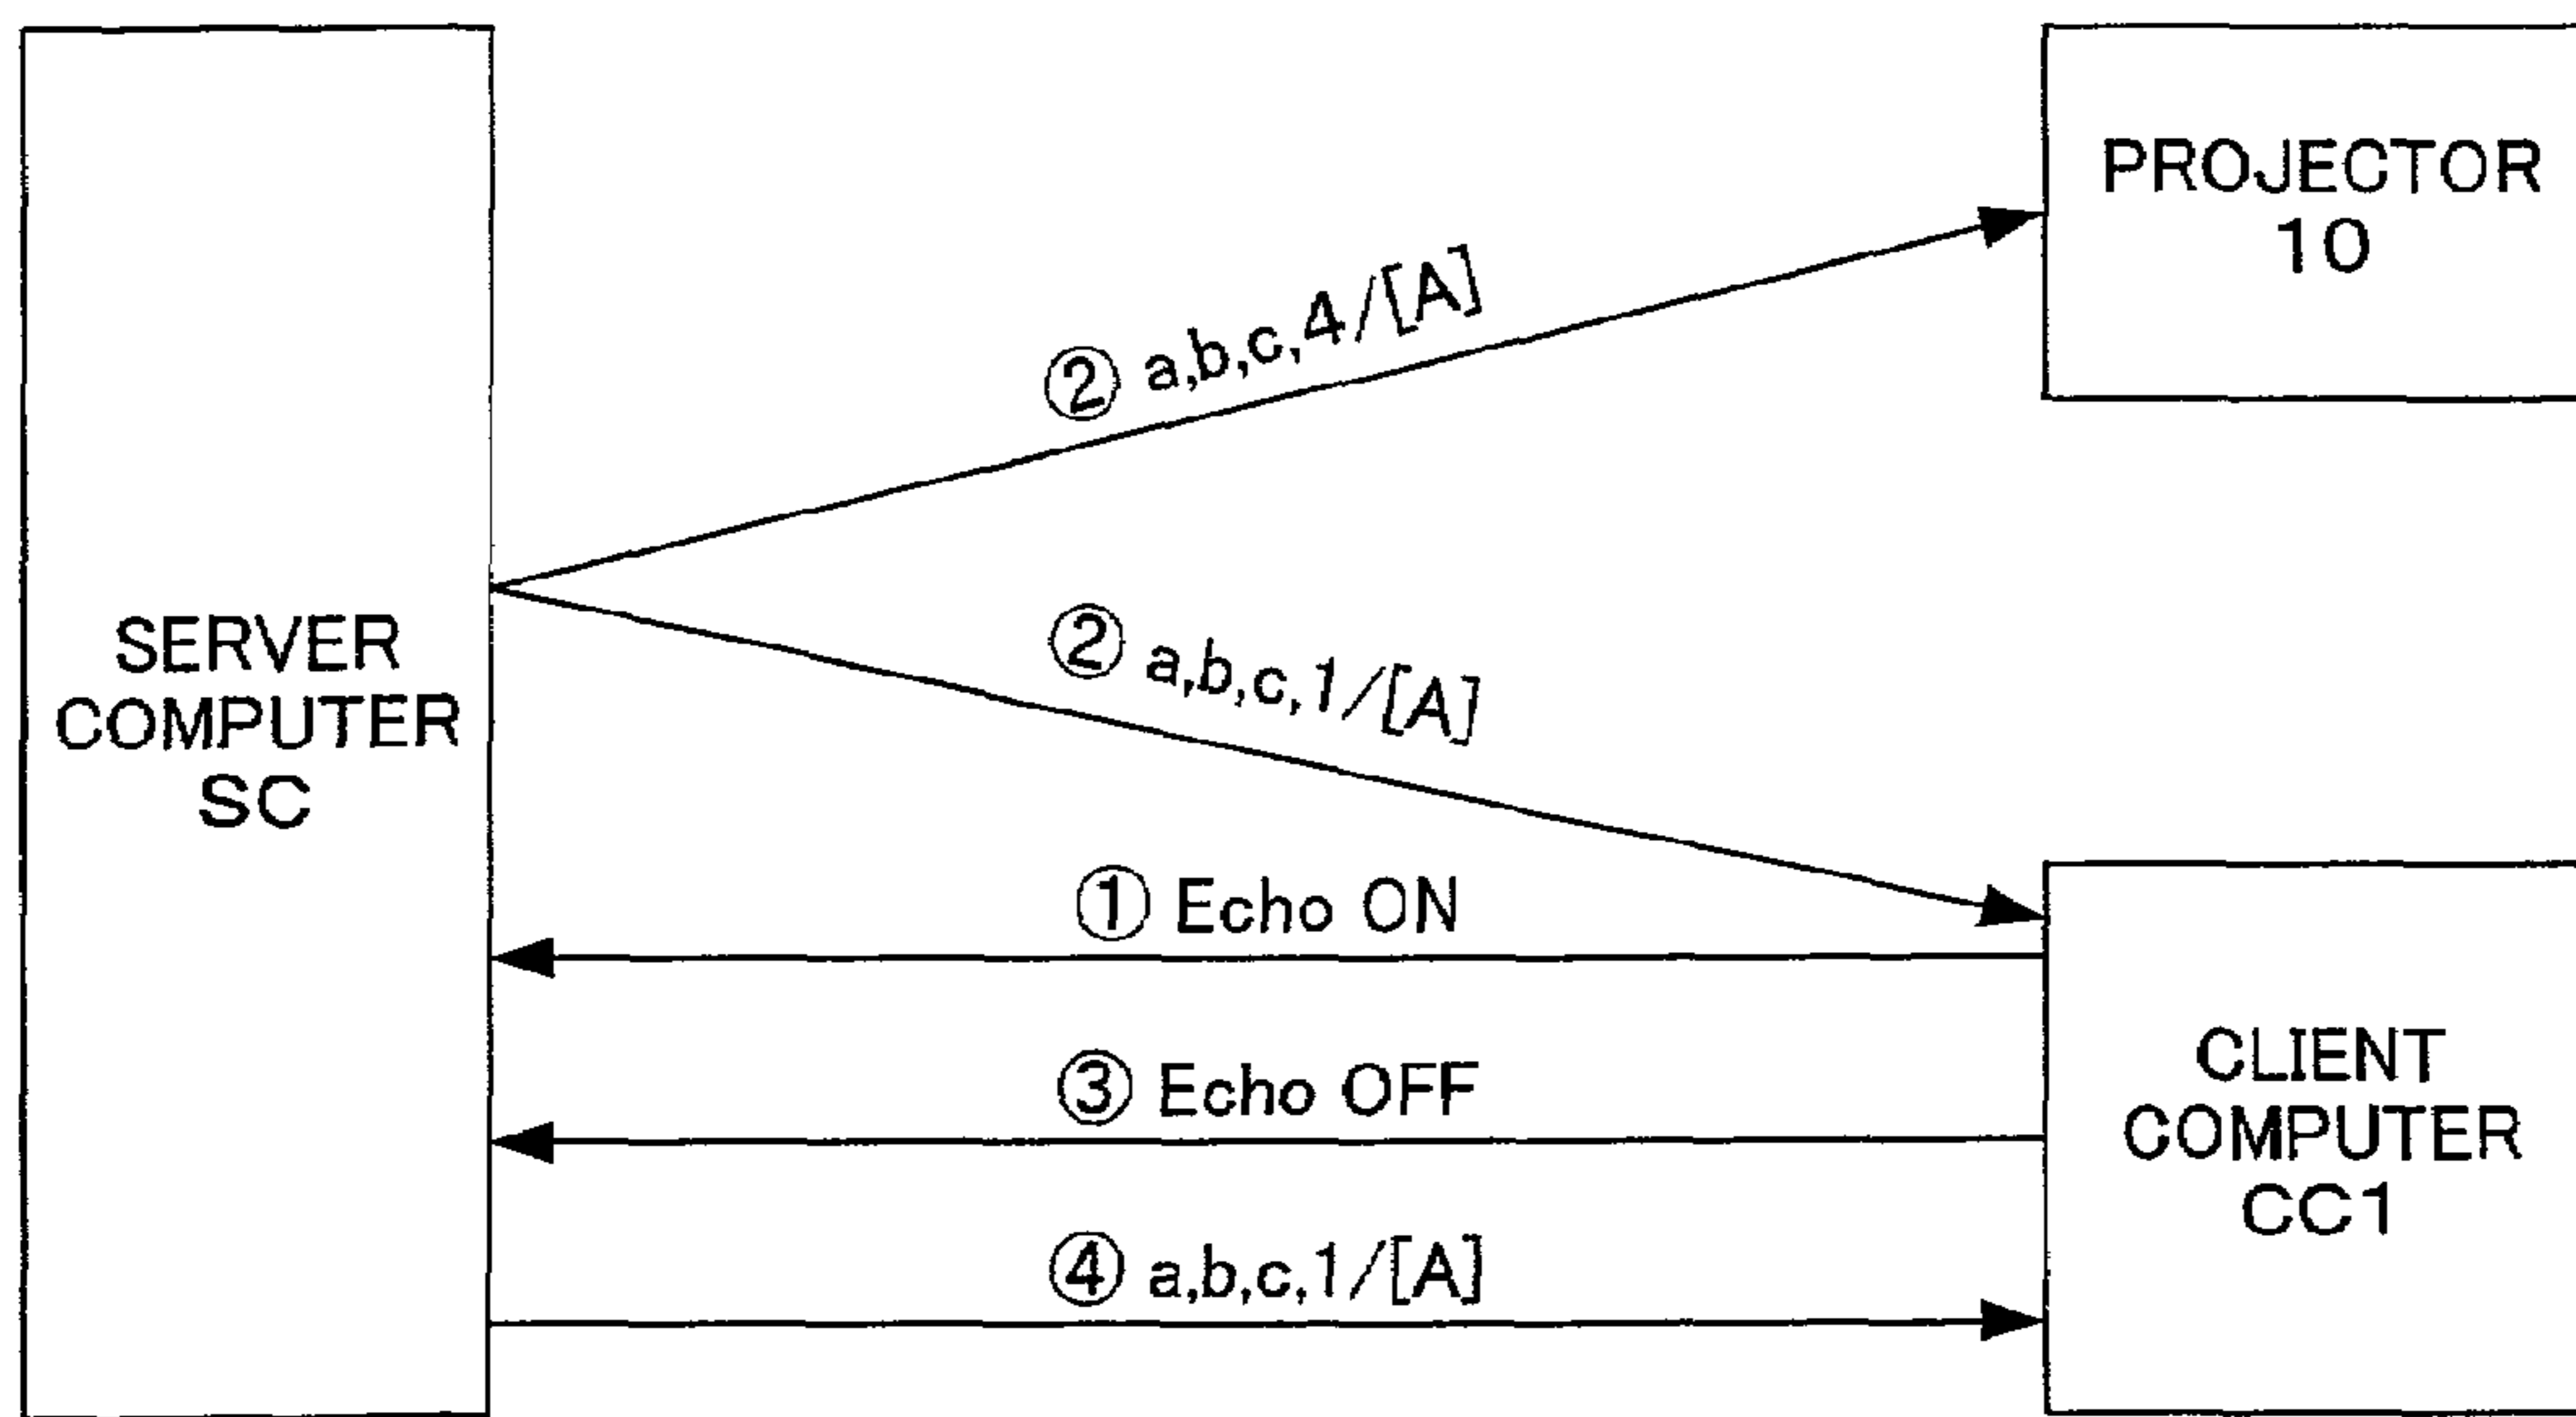 PROJECTOR
10
② a,b,c,4/[A]
SERVER
COMPUTER
SC
② a,b,c,1/[A]
① Echo ON
③ Echo OFF
④ a,b,c,1/[A]
CLIENT
COMPUTER
CC1